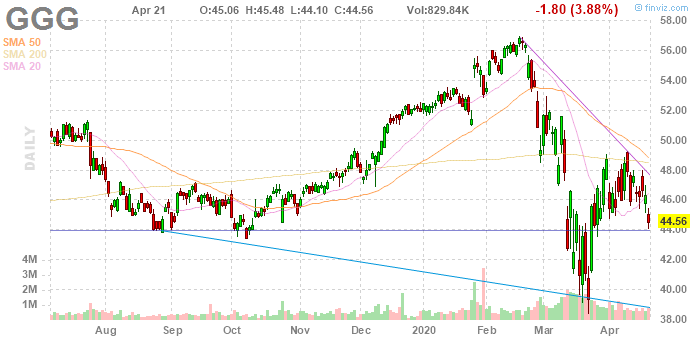 GGG Apr 21 O:45.06 H:45.48 L:44.10 C:44.56 Vol:829.84K -1.80 (3.88%)
© finviz.com
SMA 50
SMA 200
SMA 20
DAILY
58.00
56.00
54.00
52.00
50.00
48.00
46.00
44.56
42.00
40.00
38.00
4M
3M
2M
1M
Aug Sep Oct Nov Dec 2020 Feb Mar Apr